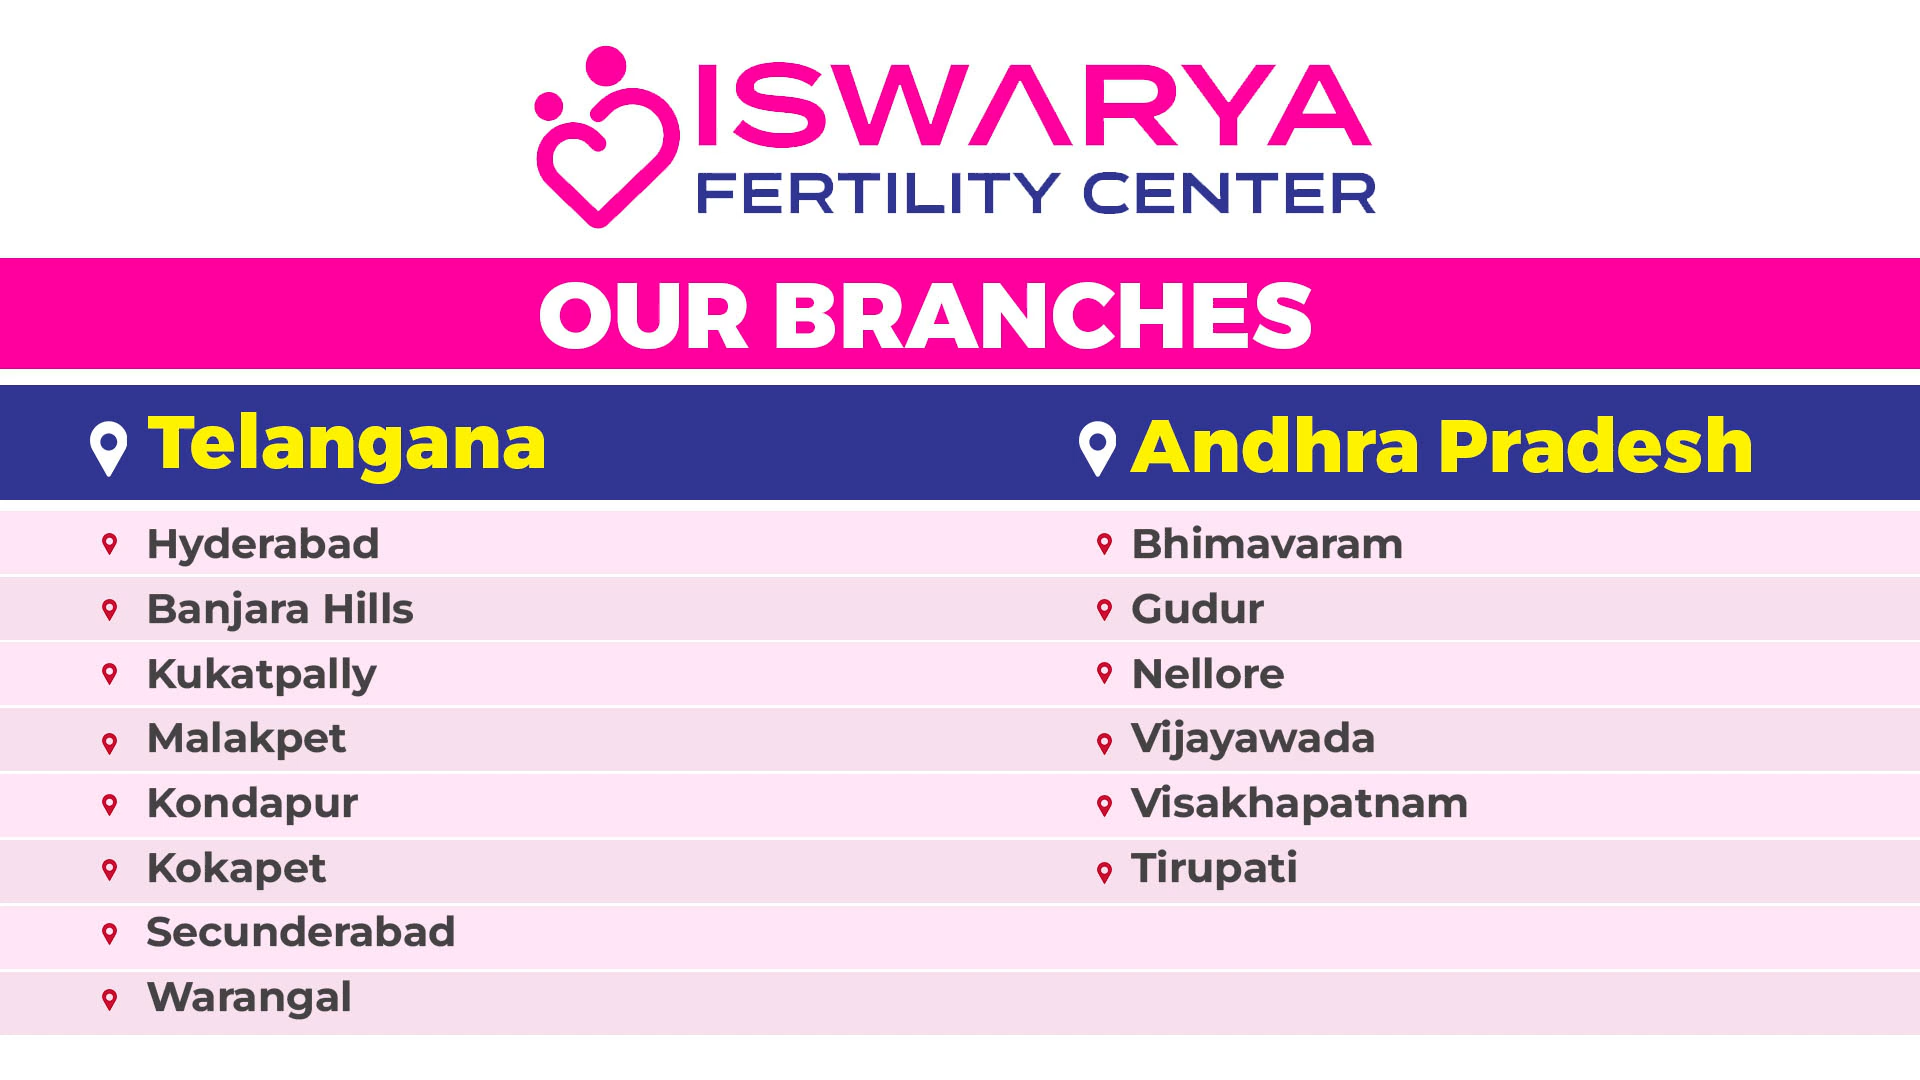 ISWARYA
FERTILITY CENTER
OUR BRANCHES
Telangana
Hyderabad
Banjara Hills
Kukatpally
Malakpet
Kondapur
Kokapet
Secunderabad
Warangal
Andhra Pradesh
Bhimavaram
Gudur
Nellore
Vijayawada
Visakhapatnam
Tirupati